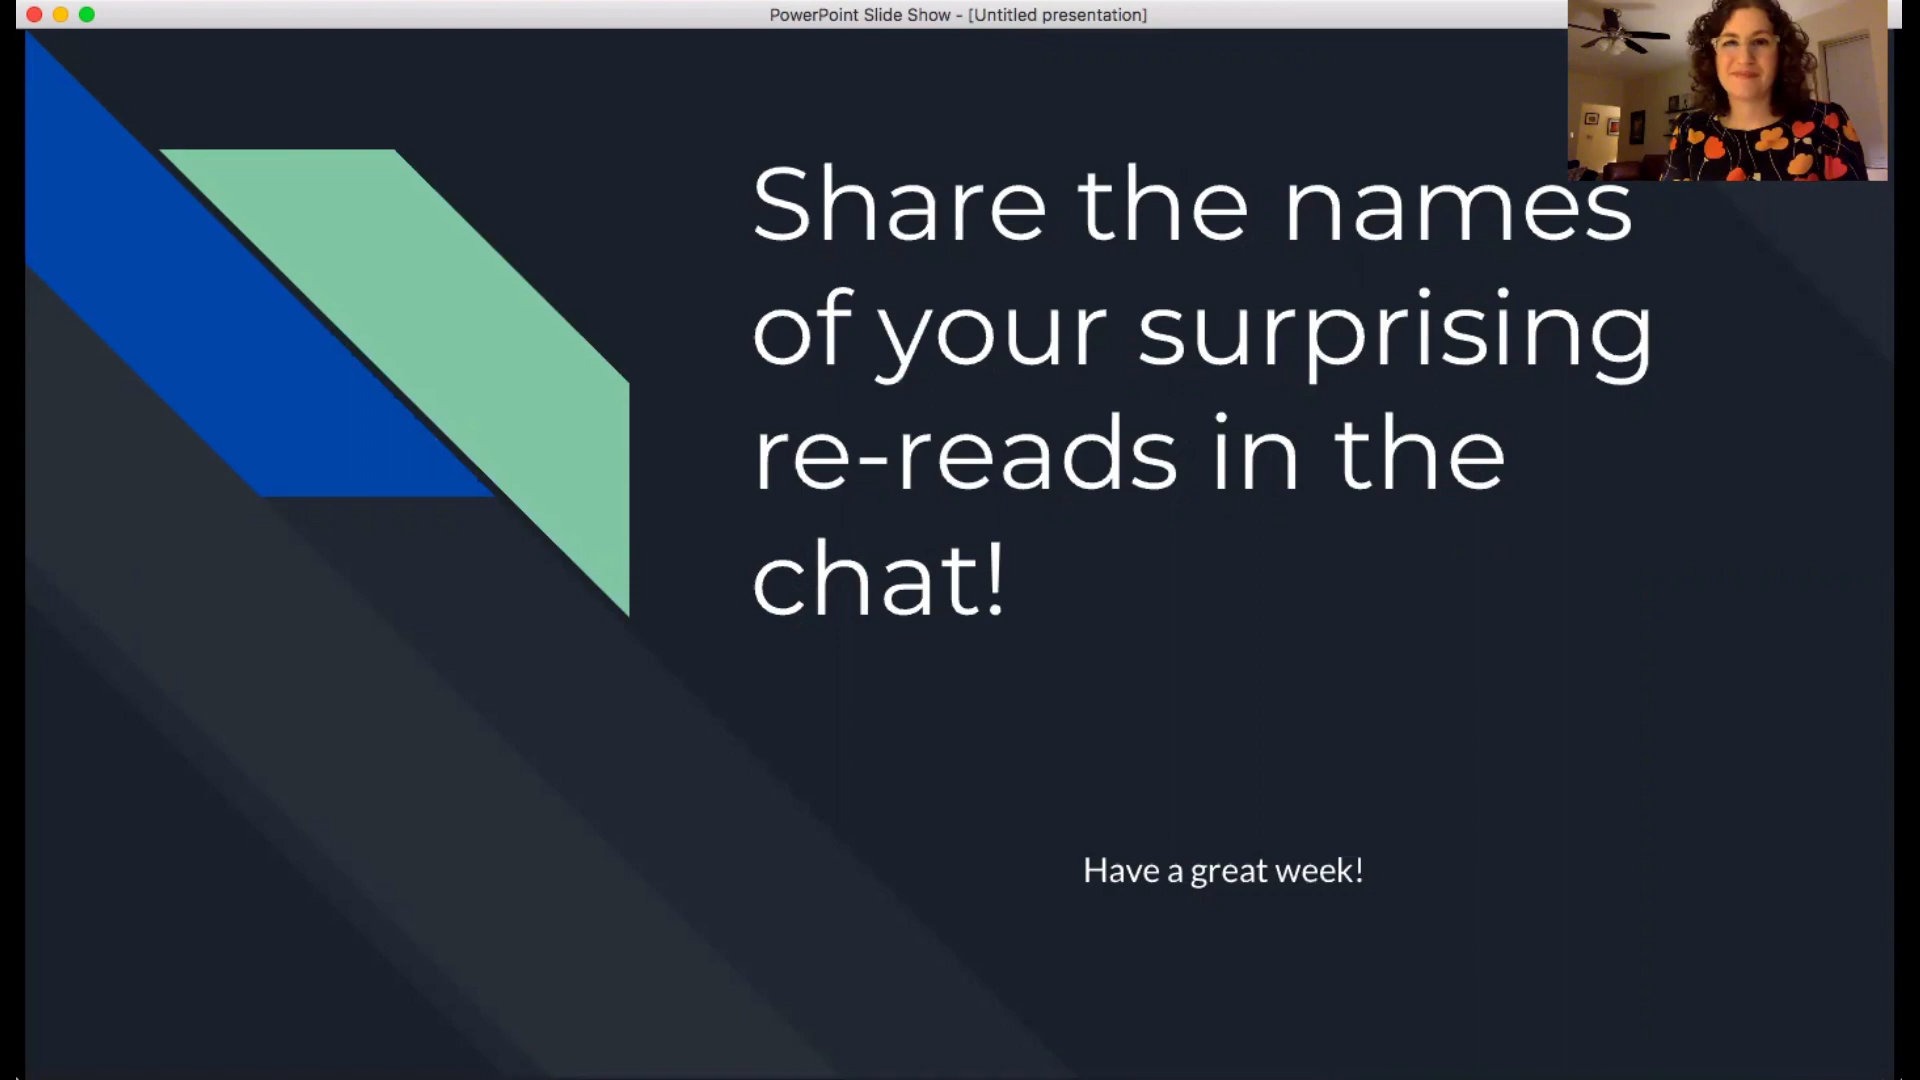 PowerPoint Slide Show - [Untitled presentation]
Share the names
of your surprising
re-reads in the
chat!
Have a great week!